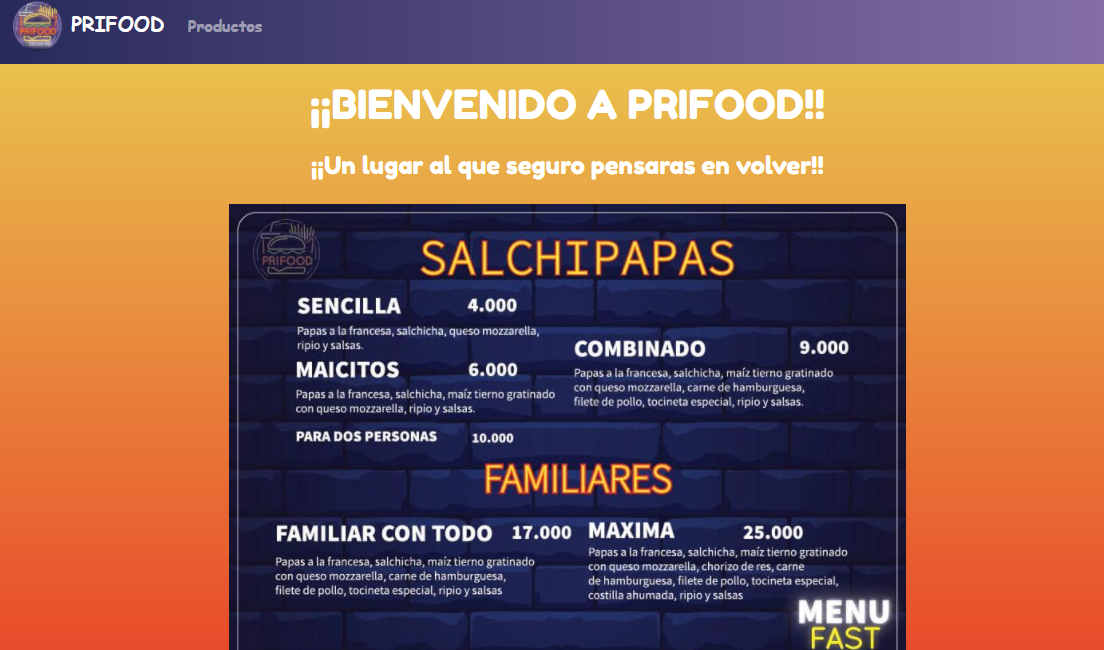 PRIFOOD
PRIFOOD Productos
¡¡BIENVENIDO A PRIFOOD!!
¡¡Un lugar al que seguro pensaras en volver!!
PRIFOOD
SALCHIPAPAS
SENCILLA 4.000
Papas a la francesa, salchicha, queso mozzarella,
ripio y salsas.
MAICITOS 6.000
Papas a la francesa, salchicha, maíz tierno gratinado
con queso mozzarella, ripio y salsas.
PARA DOS PERSONAS 10.000
COMBINADO 9.000
Papas a la francesa, salchicha, maíz tierno gratinado
con queso mozzarella, carne de hamburguesa,
filete de pollo, tocineta especial, ripio y salsas.
FAMILIARES
FAMILIAR CON TODO 17.000
Papas a la francesa, salchicha, maíz tierno gratinado
con queso mozzarella, carne de hamburguesa,
filete de pollo, tocineta especial, ripio y salsas
MAXIMA 25.000
Papas a la francesa, salchicha, maíz tierno gratinado
con queso mozzarella, chorizo de res, carne
de hamburguesa, filete de pollo, tocineta especial,
costilla ahumada, ripio y salsas
MENU
FAST